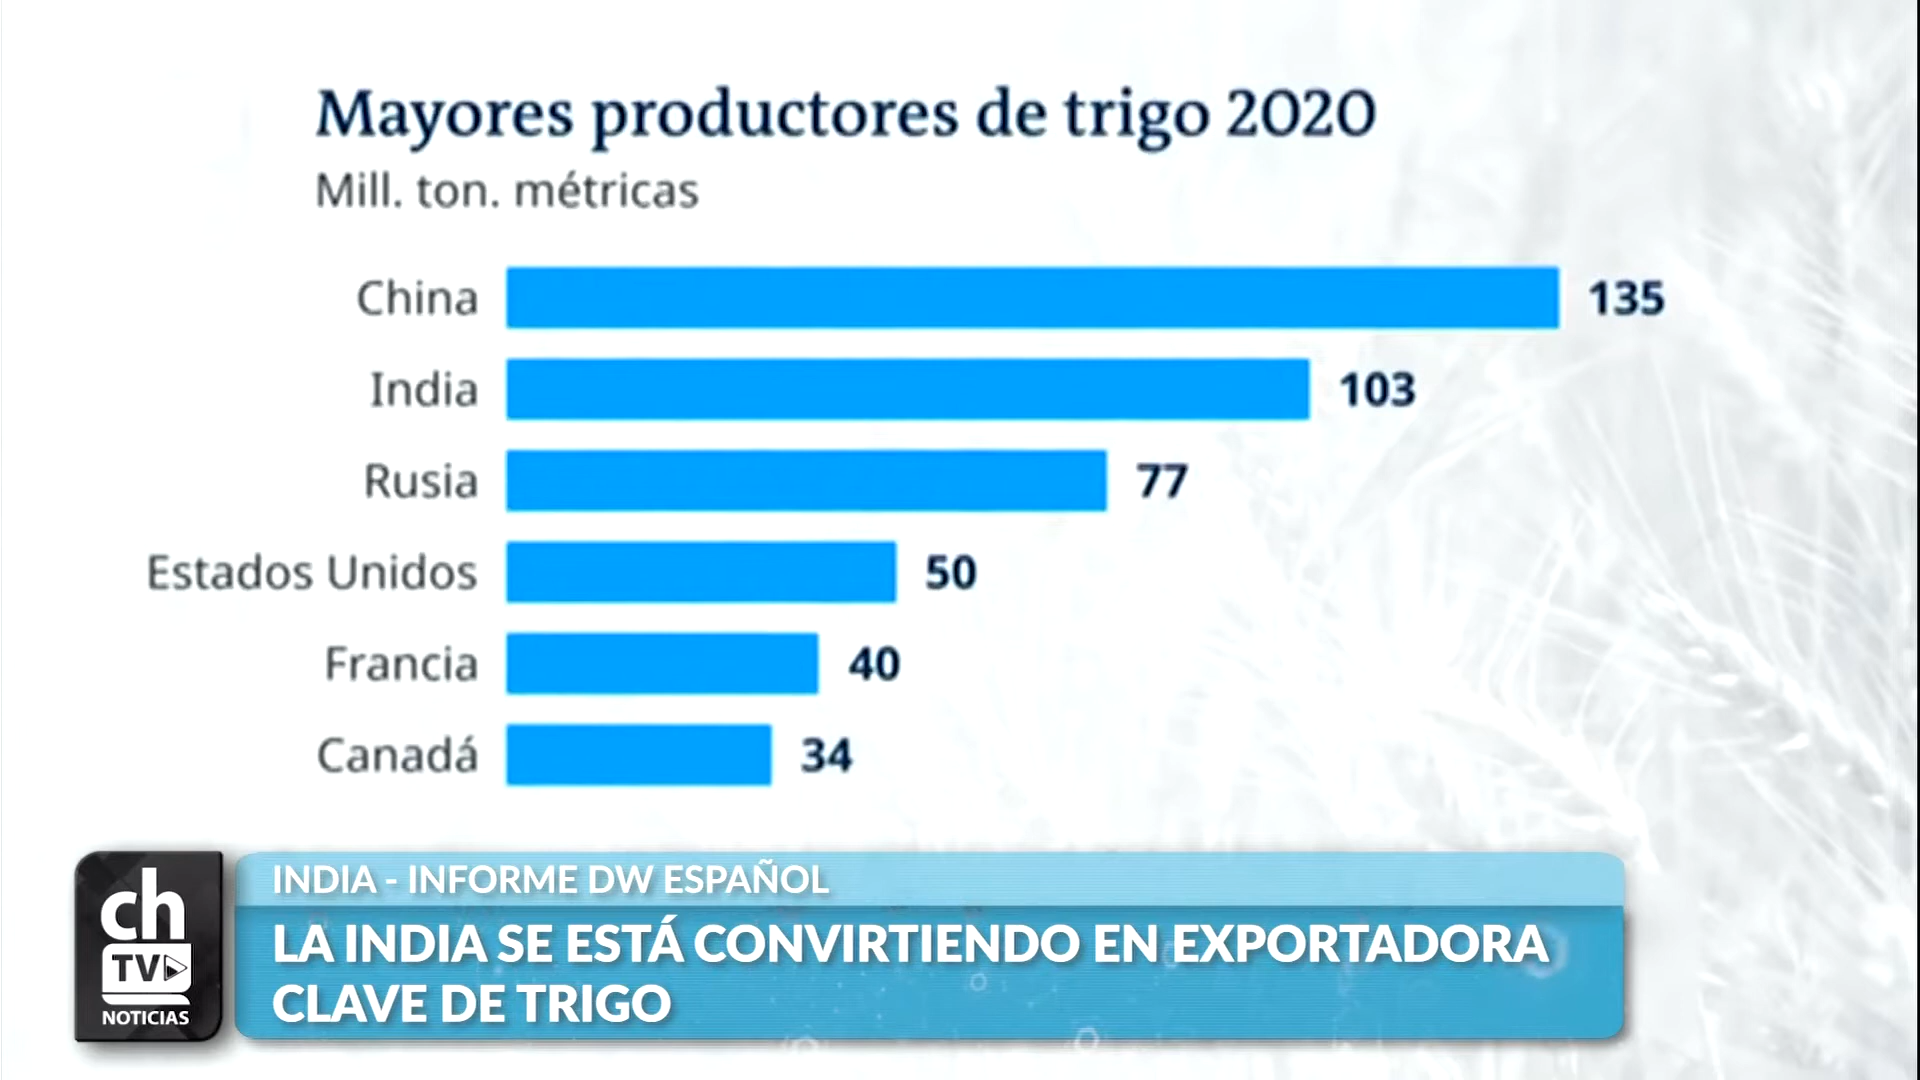 Mayores productores de trigo 2020
Mill. ton. métricas
China 135
India 103
Rusia 77
Estados Unidos 50
Francia 40
Canadá 34
ch
TV
NOTICIAS
INDIA - INFORME DW ESPAÑOL
LA INDIA SE ESTÁ CONVIRTIENDO EN EXPORTADORA
CLAVE DE TRIGO